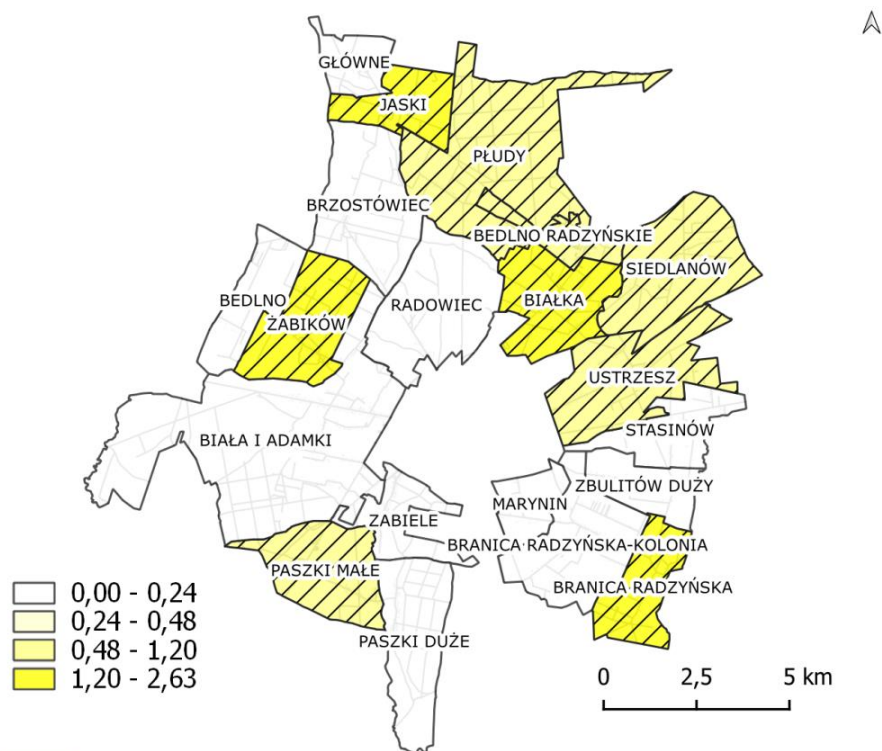 GŁÓWNE
JASKI
PŁUDY
BRZOSTÓWIEC
BEDLNO RADZYŃSKIE
SIEDLANÓW
BEDLNO
ŻABIKÓW
RADOWIEC
BIAŁKA
USTRZESZ
STASINÓW
BIAŁA I ADAMKI
ZBULITÓW DUŻY
MARYNIN
ZABIELE
BRANICA RADZYŃSKA-KOLONIA
PASZKI MAŁE
BRANICA RADZYŃSKA
PASZKI DUŻE
0,00 - 0,24
0,24 - 0,48
0,48 - 1,20
1,20 - 2,63
0 2,5 5 km